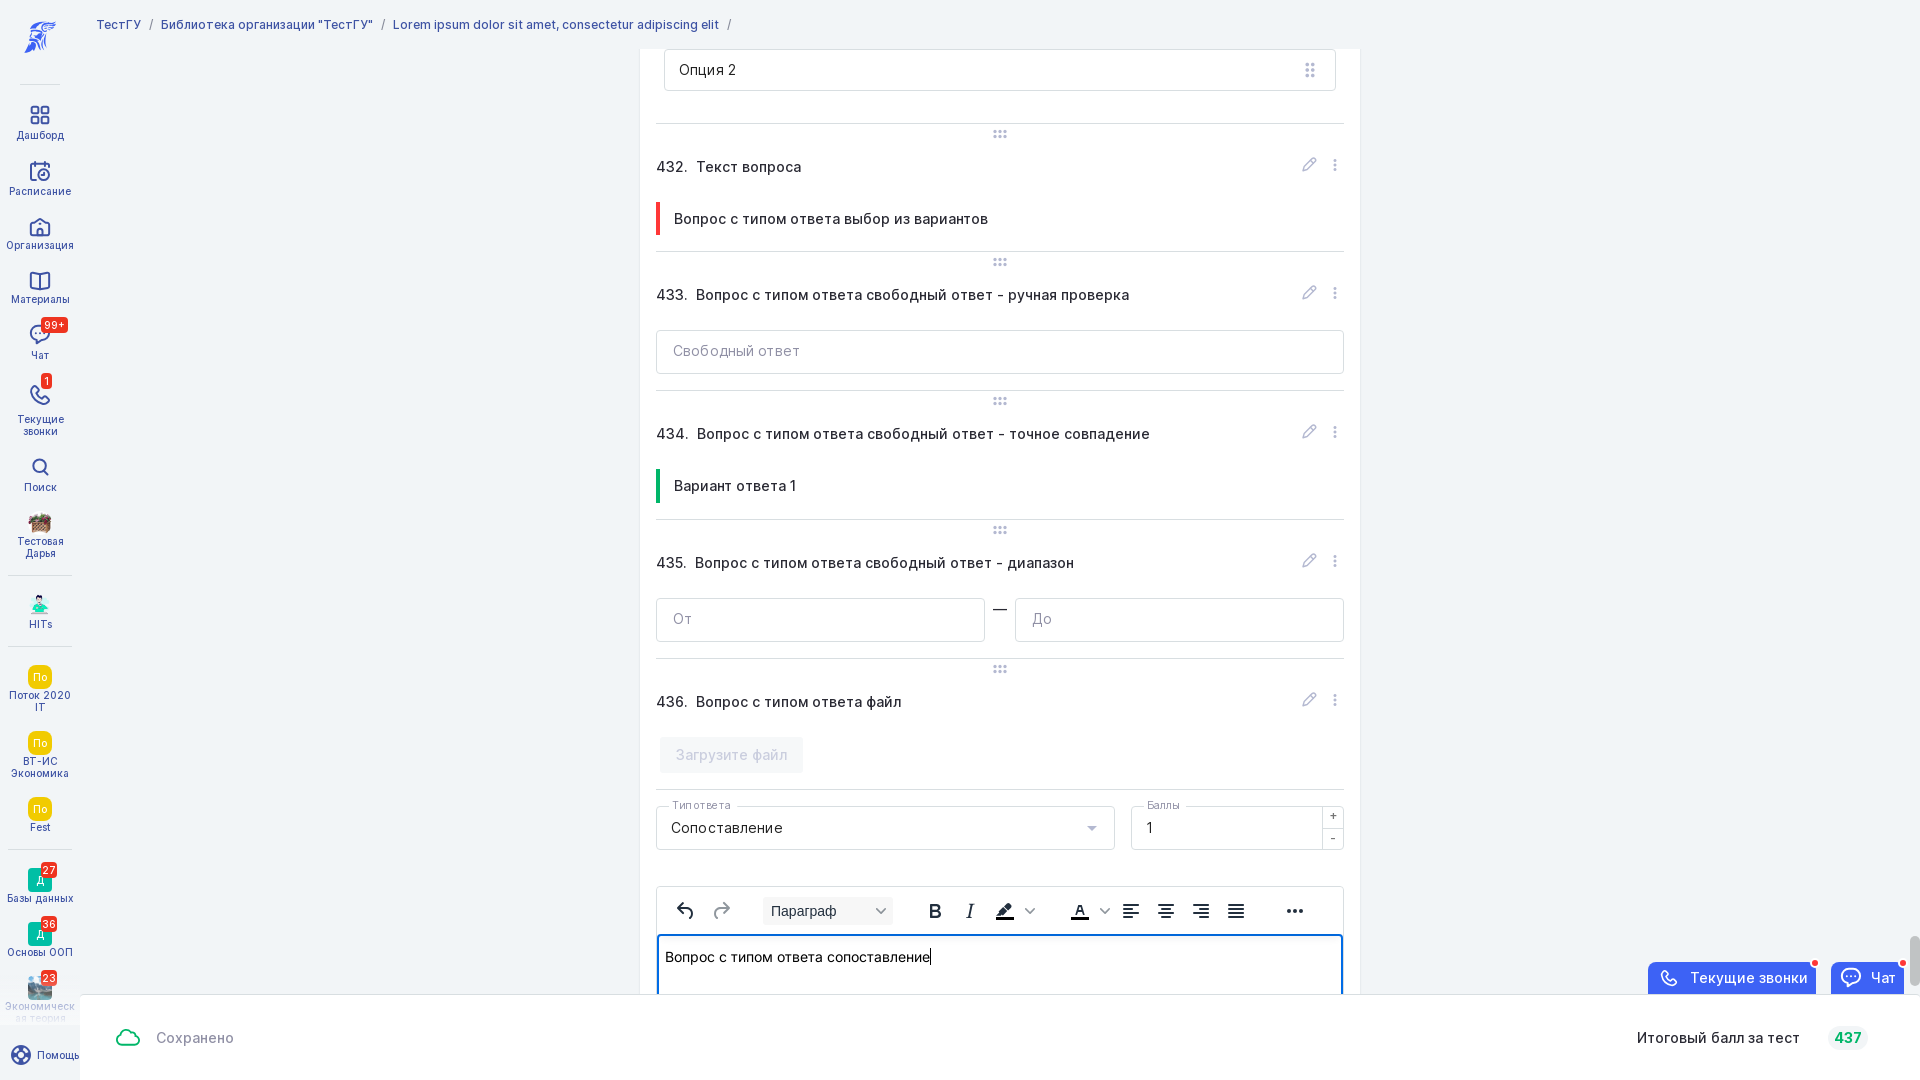 ТестГУ / Библиотека организации "ТестГУ" / Lorem ipsum dolor sit amet, consectetur adipiscing elit /
Дашборд
Расписание
Организация
Материалы
99+
Чат
1
Текущие
звонки
Поиск
Тестовая
Дарья
HITs
По
Поток 2020
IT
По
ВТ-ИС
Экономика
По
Fest
27
Д
Базы данных
36
Д
Основы ООП
23
Экономическ
ая теория
Помощь
Опция 2
432. Текст вопроса
Вопрос с типом ответа выбор из вариантов
433. Вопрос с типом ответа свободный ответ - ручная проверка
Свободный ответ
434. Вопрос с типом ответа свободный ответ - точное совпадение
Вариант ответа 1
435. Вопрос с типом ответа свободный ответ - диапазон
От — До
436. Вопрос с типом ответа файл
Загрузите файл
Тип ответа
Сопоставление
Баллы
1
+
-
Параграф
Вопрос с типом ответа сопоставление
Текущие звонки
Чат
Сохранено
Итоговый балл за тест 437